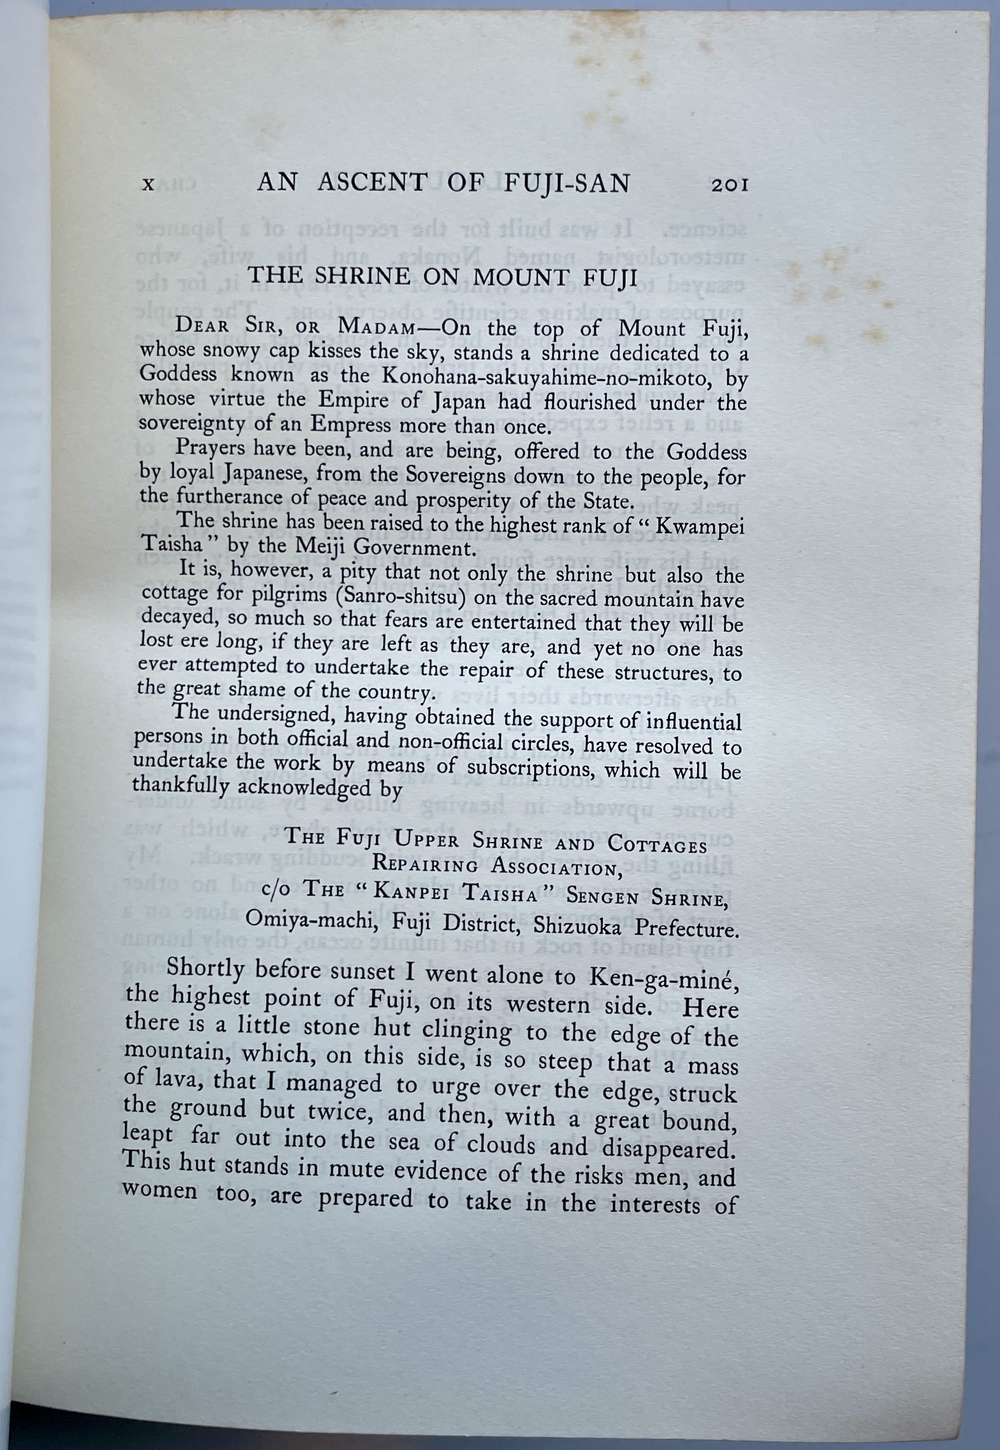 X AN ASCENT OF FUJI-SAN 201
THE SHRINE ON MOUNT FUJI
DEAR SIR, OR MADAM—On the top of Mount Fuji,
whose snowy cap kisses the sky, stands a shrine dedicated to a
Goddess known as the Konohana-sakuyahime-no-mikoto, by
whose virtue the Empire of Japan had flourished under the
sovereignty of an Empress more than once.
Prayers have been, and are being, offered to the Goddess
by loyal Japanese, from the Sovereigns down to the people, for
the furtherance of peace and prosperity of the State.
The shrine has been raised to the highest rank of “ Kwampei
Taisha ” by the Meiji Government.
It is, however, a pity that not only the shrine but also the
cottage for pilgrims (Sanro-shitsu) on the sacred mountain have
decayed, so much so that fears are entertained that they will be
lost ere long, if they are left as they are, and yet no one has
ever attempted to undertake the repair of these structures, to
the great shame of the country.
The undersigned, having obtained the support of influential
persons in both official and non-official circles, have resolved to
undertake the work by means of subscriptions, which will be
thankfully acknowledged by
THE FUJI UPPER SHRINE AND COTTAGES
REPAIRING ASSOCIATION,
c/o THE “ KANPEI TAISHA ” SENGEN SHRINE,
Omiya-machi, Fuji District, Shizuoka Prefecture.
Shortly before sunset I went alone to Ken-ga-miné,
the highest point of Fuji, on its western side. Here
there is a little stone hut clinging to the edge of the
mountain, which, on this side, is so steep that a mass
of lava, that I managed to urge over the edge, struck
the ground but twice, and then, with a great bound,
leapt far out into the sea of clouds and disappeared.
This hut stands in mute evidence of the risks men, and
women too, are prepared to take in the interests of